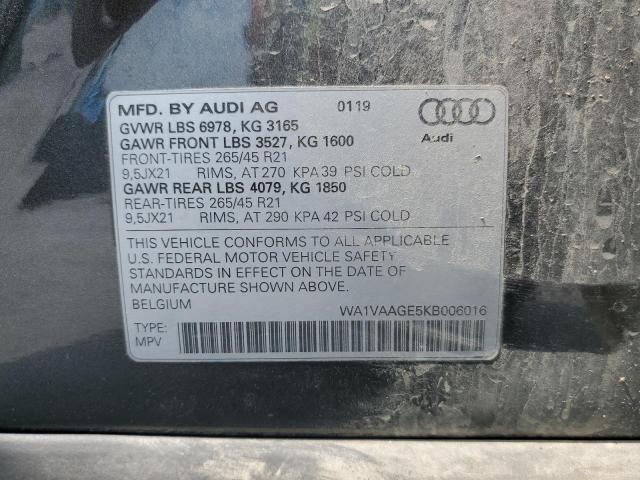 MFD. BY AUDI AG 0119
GVWR LBS 6978, KG 3165
GAWR FRONT LBS 3527, KG 1600
Audi
FRONT-TIRES 265/45 R21
9,5JX21 RIMS, AT 270 KPA 39 PSI COLD
GAWR REAR LBS 4079, KG 1850
REAR-TIRES 265/45 R21
9,5JX21 RIMS, AT 290 KPA 42 PSI COLD
THIS VEHICLE CONFORMS TO ALL APPLICABLE
U.S. FEDERAL MOTOR VEHICLE SAFETY
STANDARDS IN EFFECT ON THE DATE OF
MANUFACTURE SHOWN ABOVE.
BELGIUM WA1VAAGE5KB006016
TYPE:
MPV